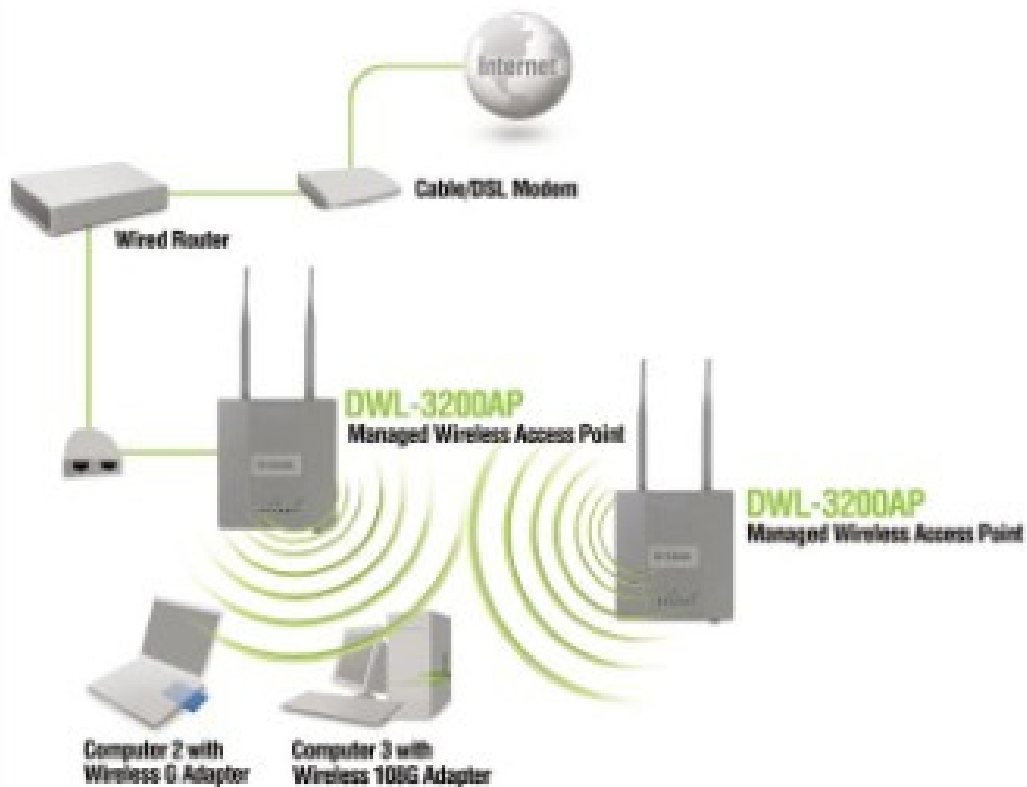 Internet
Cable/DSL Modem
Wired Router
DWL-3200AP
Managed Wireless Access Point
DWL-3200AP
Managed Wireless Access Point
Computer 2 with
Wireless G Adapter
Computer 3 with
Wireless 108G Adapter